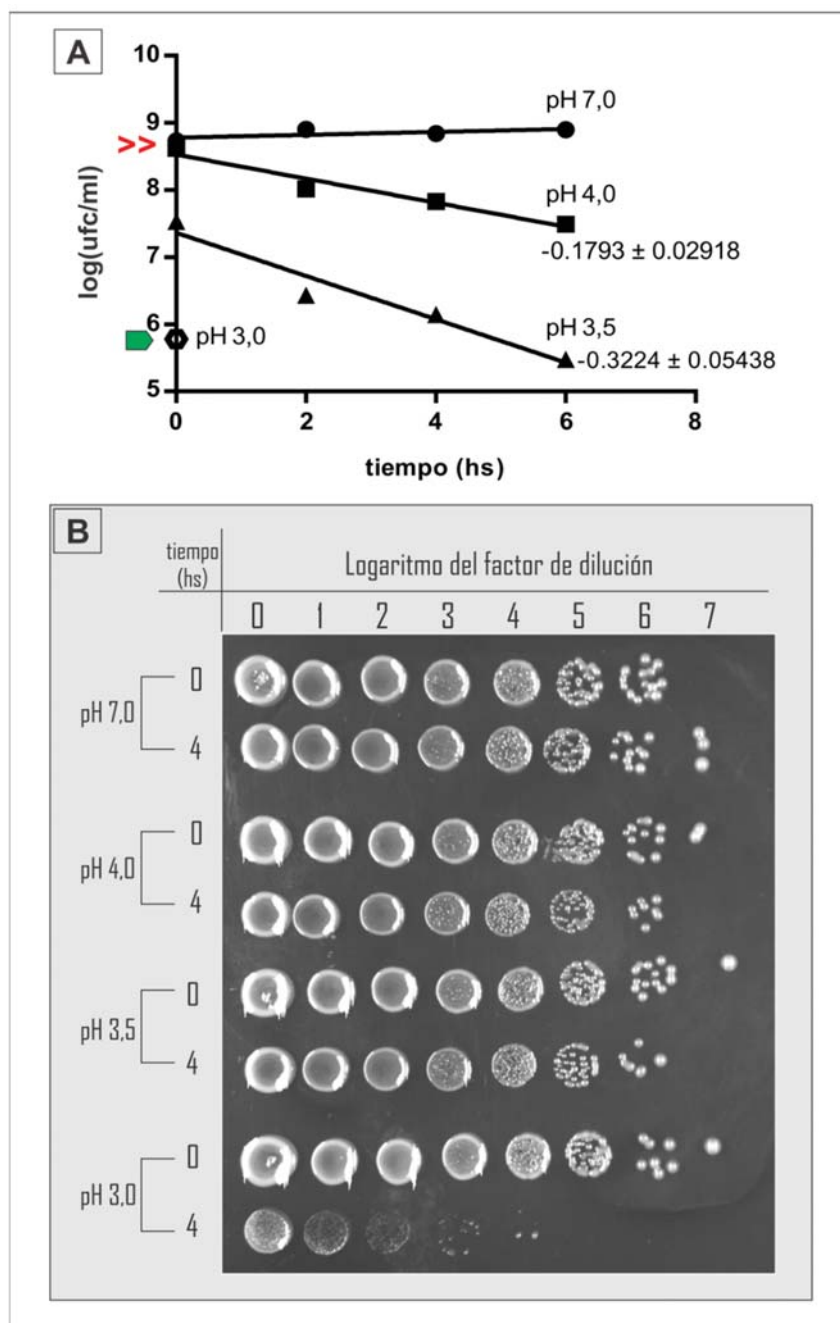 A
10
9
8
7
6
5
>>
log(ufc/ml)
pH 7,0
pH 4,0
-0.1793 ± 0.02918
pH 3,5
-0.3224 ± 0.05438
pH 3,0
0 2 4 6 8
tiempo (hs)
B
tiempo
(hs)
Logaritmo del factor de dilución
0 1 2 3 4 5 6 7
pH 7,0
0
4
pH 4,0
0
4
pH 3,5
0
4
pH 3,0
0
4